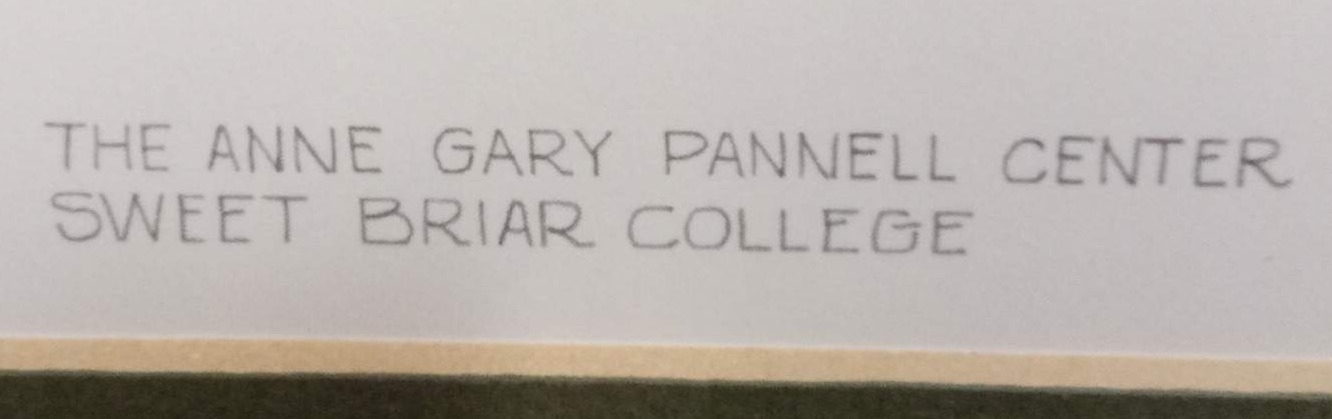 THE ANNE GARY PANNELL CENTER
SWEET BRIAR COLLEGE